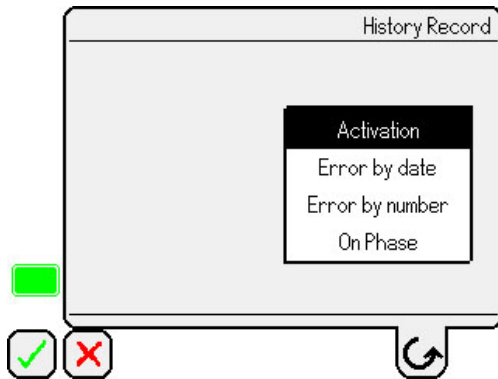 History Record
Activation
Error by date
Error by number
On Phase